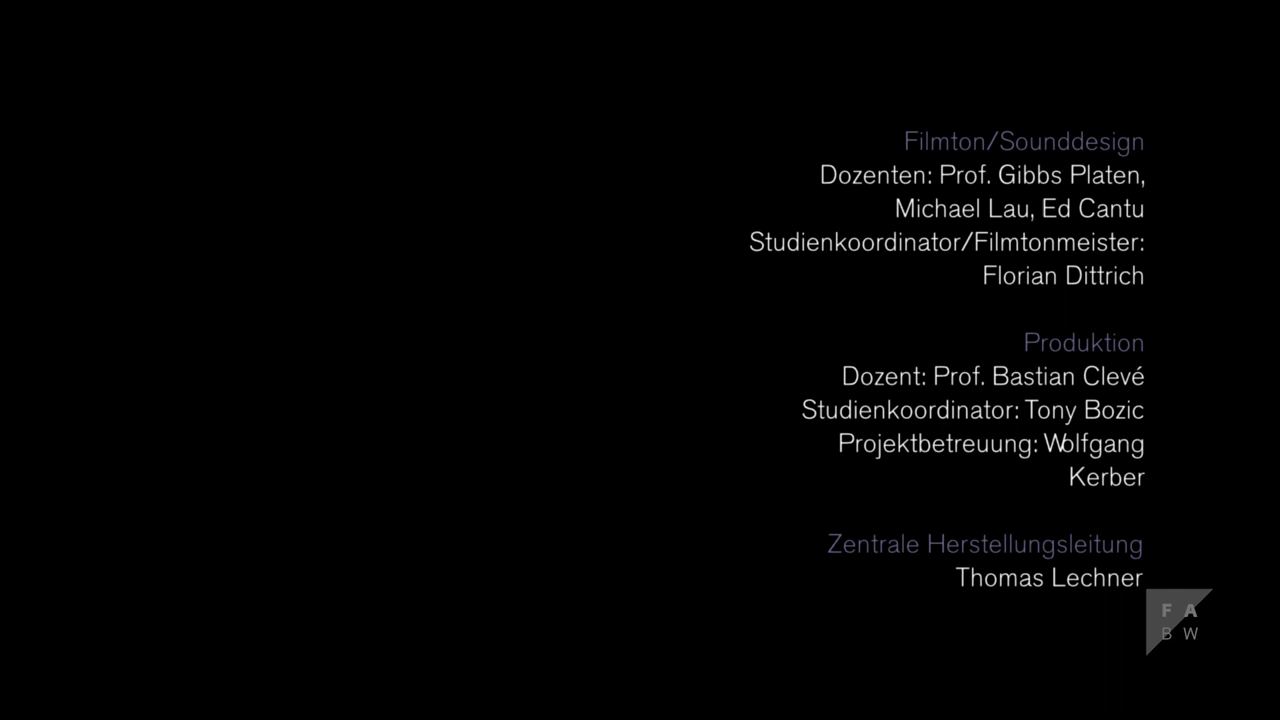 Filmton/Sounddesign
Dozenten: Prof. Gibbs Platen,
Michael Lau, Ed Cantu
Studienkoordinator/Filmtonmeister:
Florian Dittrich
Produktion
Dozent: Prof. Bastian Clevé
Studienkoordinator: Tony Bozic
Projektbetreuung: Wolfgang
Kerber
Zentrale Herstellungsleitung
Thomas Lechner
F A
B W